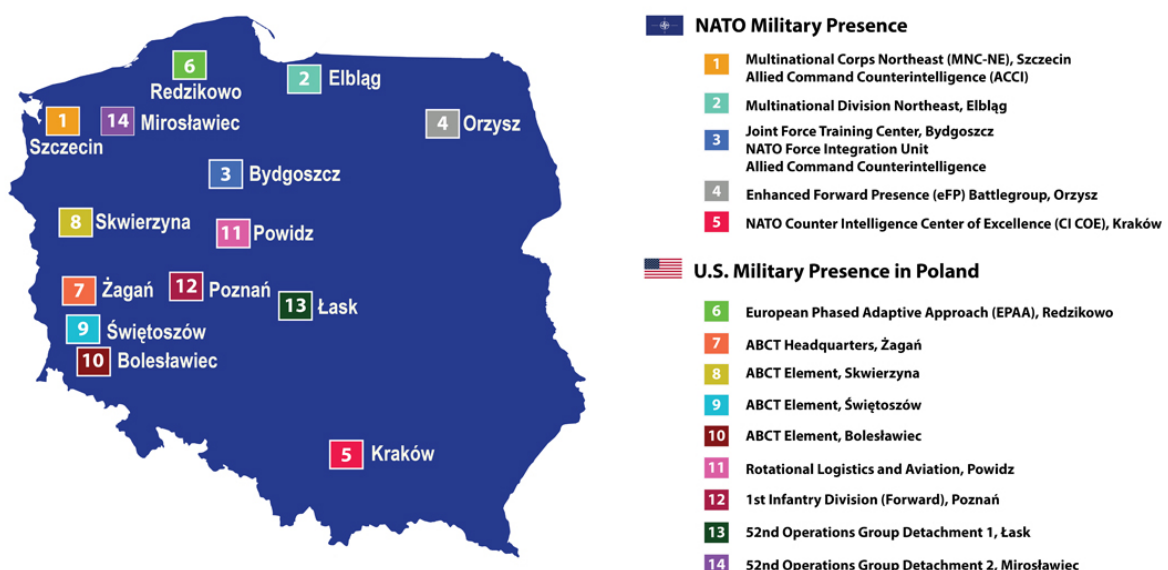 6
Redzikowo
2 Elbląg
1
Szczecin
14 Mirosławiec
4 Orzysz
3 Bydgoszcz
8 Skwierzyna
11 Powidz
7 Żagań
12 Poznań
13 Łask
9 Świętoszów
10 Bolesławiec
5 Kraków
NATO Military Presence
1 Multinational Corps Northeast (MNC-NE), Szczecin
Allied Command Counterintelligence (ACCI)
2 Multinational Division Northeast, Elbląg
3 Joint Force Training Center, Bydgoszcz
NATO Force Integration Unit
Allied Command Counterintelligence
4 Enhanced Forward Presence (eFP) Battlegroup, Orzysz
5 NATO Counter Intelligence Center of Excellence (CI COE), Kraków
U.S. Military Presence in Poland
6 European Phased Adaptive Approach (EPAA), Redzikowo
7 ABCT Headquarters, Żagań
8 ABCT Element, Skwierzyna
9 ABCT Element, Świętoszów
10 ABCT Element, Bolesławiec
11 Rotational Logistics and Aviation, Powidz
12 1st Infantry Division (Forward), Poznań
13 52nd Operations Group Detachment 1, Łask
14 52nd Operations Group Detachment 2, Mirosławiec